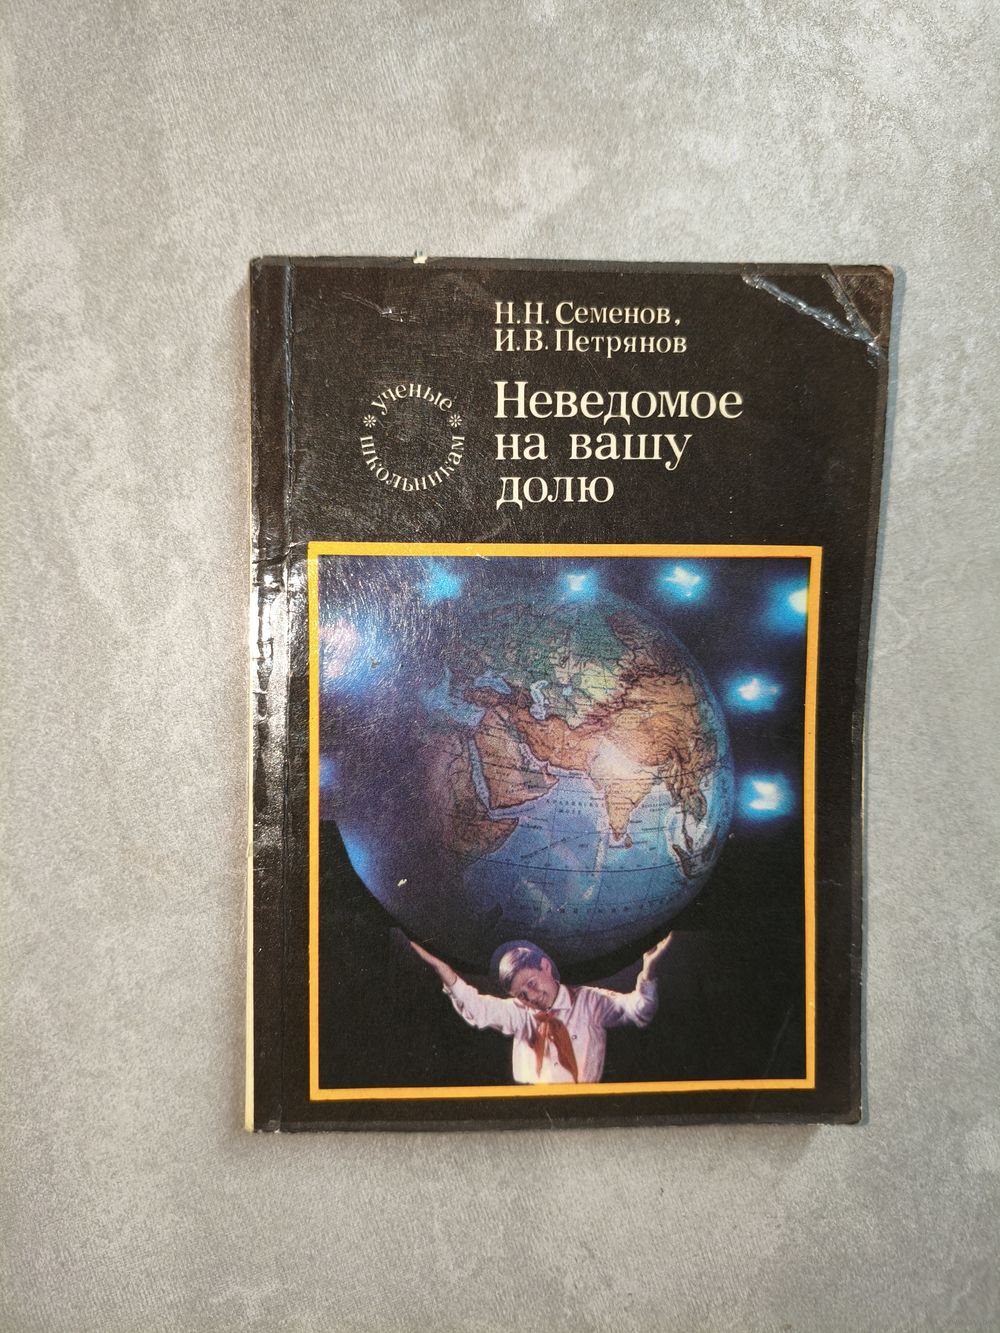 Н.Н. Семенов,
И.В. Петрянов
ученые
школьникам
Неведомое
на вашу
долю